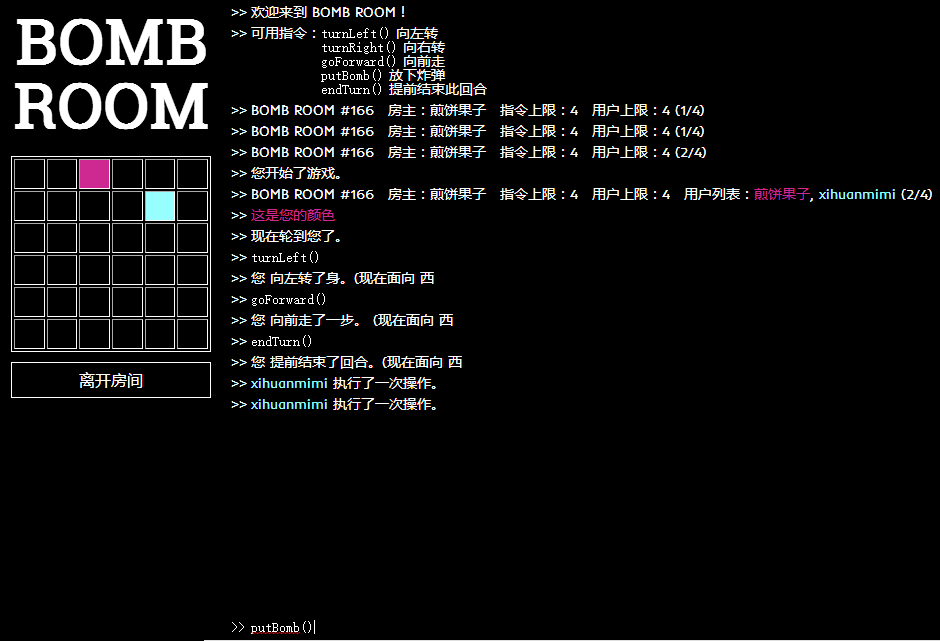 BOMB
ROOM
离开房间
>> 欢迎来到 BOMB ROOM！
>> 可用指令：turnLeft() 向左转
turnRight() 向右转
goForward() 向前走
putBomb() 放下炸弹
endTurn() 提前结束此回合
>> BOMB ROOM #166 房主：煎饼果子 指令上限：4 用户上限：4 (1/4)
>> BOMB ROOM #166 房主：煎饼果子 指令上限：4 用户上限：4 (1/4)
>> BOMB ROOM #166 房主：煎饼果子 指令上限：4 用户上限：4 (2/4)
>> 您开始了游戏。
>> BOMB ROOM #166 房主：煎饼果子 指令上限：4 用户上限：4 用户列表：煎饼果子, xihuanmimi (2/4)
>> 这是您的颜色
>> 现在轮到您了。
>> turnLeft()
>> 您 向左转了身。(现在面向 西
>> goForward()
>> 您 向前走了一步。 (现在面向 西
>> endTurn()
>> 您 提前结束了回合。(现在面向 西
>> xihuanmimi 执行了一次操作。
>> xihuanmimi 执行了一次操作。
>> putBomb()